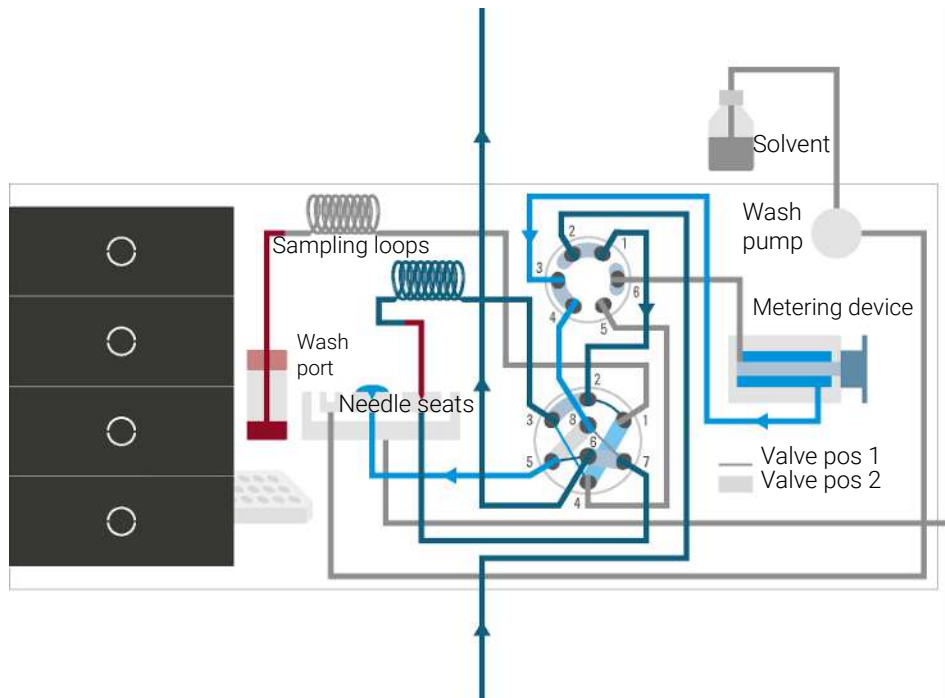 Solvent
Wash
pump
Sampling loops
2
1
3
6
4
5
Metering device
Wash
port
Needle seats
2
3
8
1
6
5
7
4
Valve pos 1
Valve pos 2